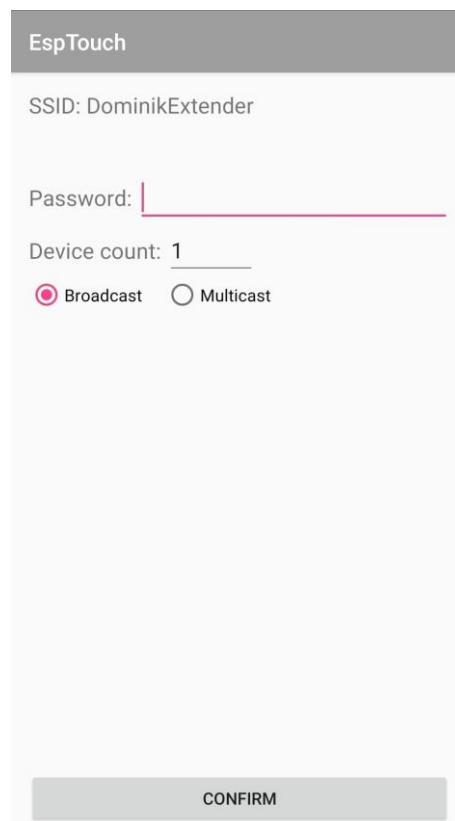 EspTouch
SSID: DominikExtender
Password:
Device count: 1
Broadcast Multicast
CONFIRM